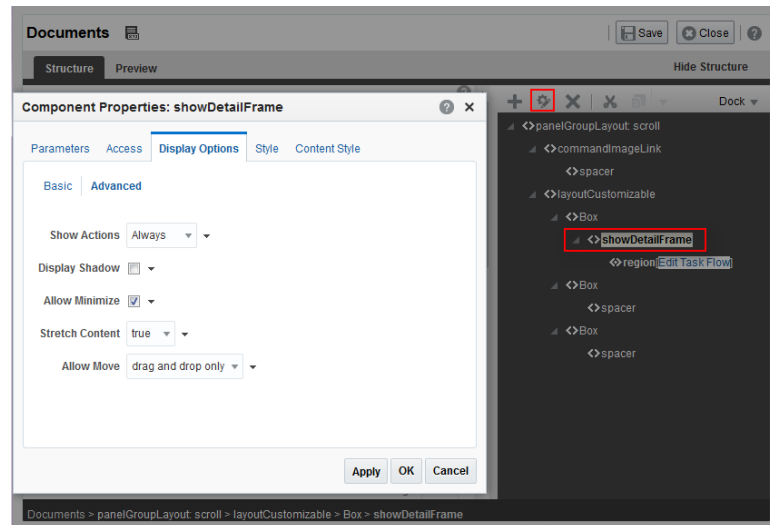 Documents
Save
Close
Structure
Preview
Hide Structure
Component Properties: showDetailFrame
Dock
Parameters
Access
Display Options
Style
Content Style
Basic
Advanced
Show Actions
Always
Display Shadow
Allow Minimize
Stretch Content
true
Allow Move
drag and drop only
Apply
OK
Cancel
<>panelGroupLayout: scroll
<>commandImageLink
<>spacer
<>layoutCustomizable
<>Box
<>showDetailFrame
<>region[Edit Task Flow]
<>Box
<>spacer
<>Box
<>spacer
Documents > panelGroupLayout: scroll > layoutCustomizable > Box > showDetailFrame